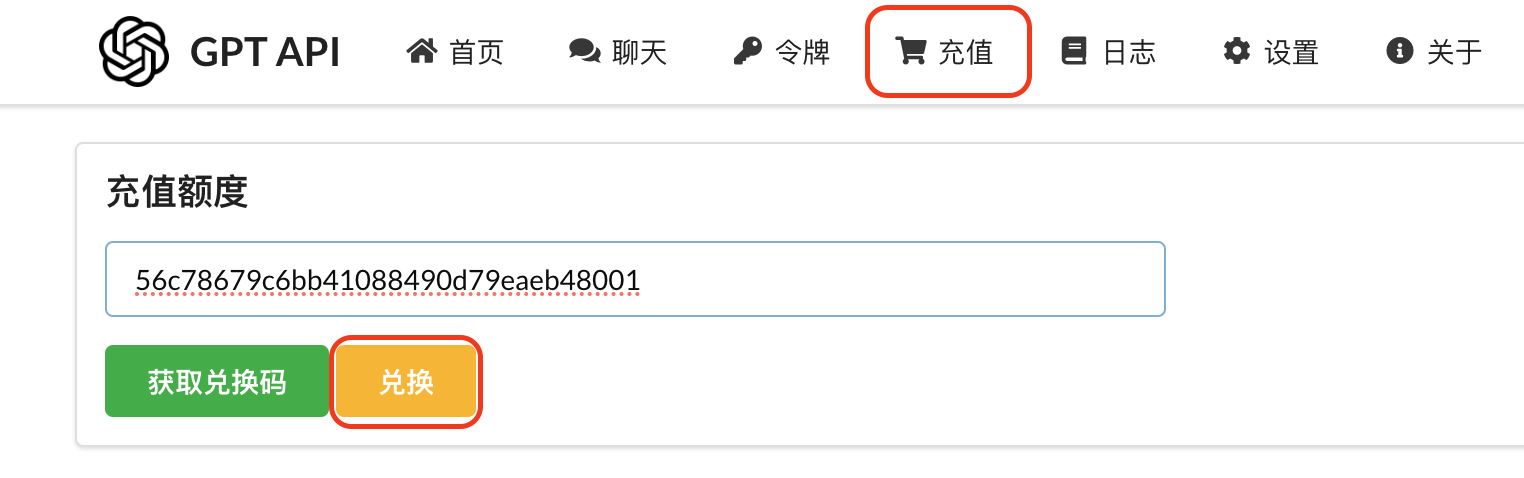 GPT API 首页 聊天 令牌 充值 日志 设置 关于
充值额度
56c78679c6bb41088490d79eaeb48001
获取兑换码 兑换